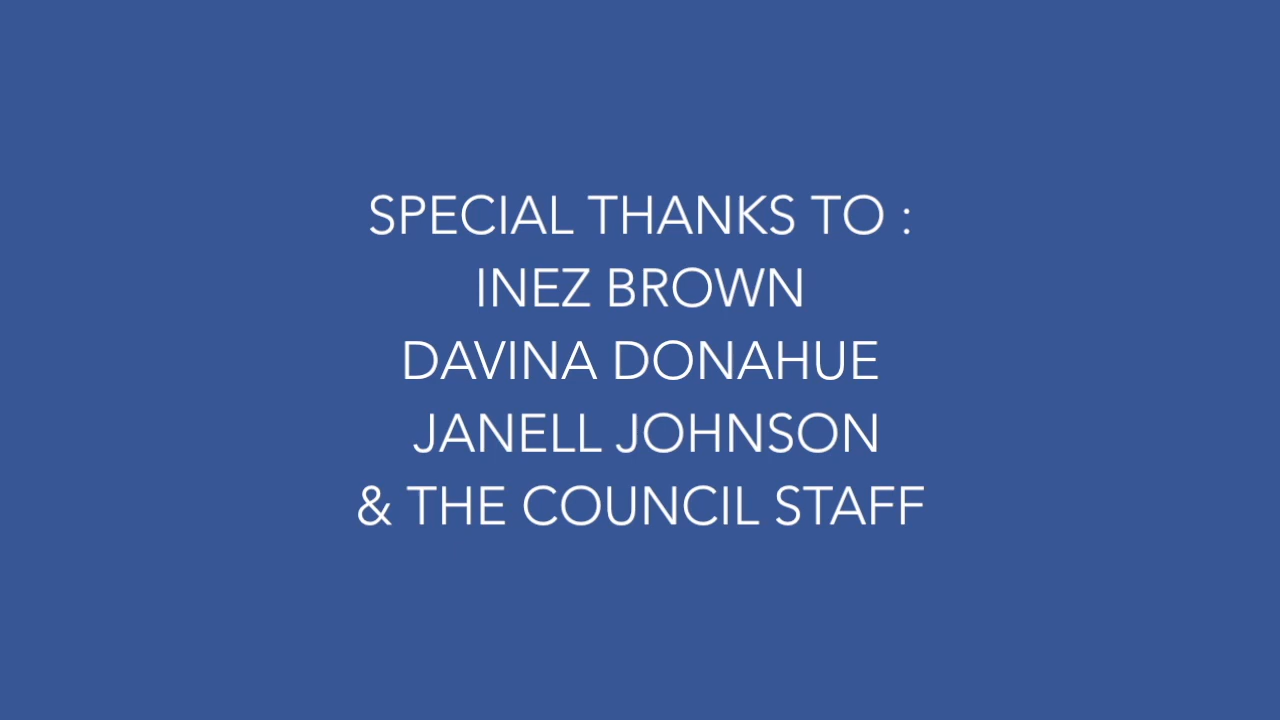 SPECIAL THANKS TO :
INEZ BROWN
DAVINA DONAHUE
JANELL JOHNSON
& THE COUNCIL STAFF